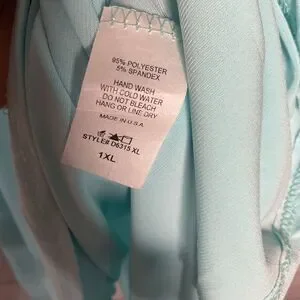 95% POLYESTER
5% SPANDEX
HAND WASH
WITH COLD WATER
DO NOT BLEACH
HANG OR LINE DRY
MADE IN U.S.A
STYLE# D6315 XL
1XL